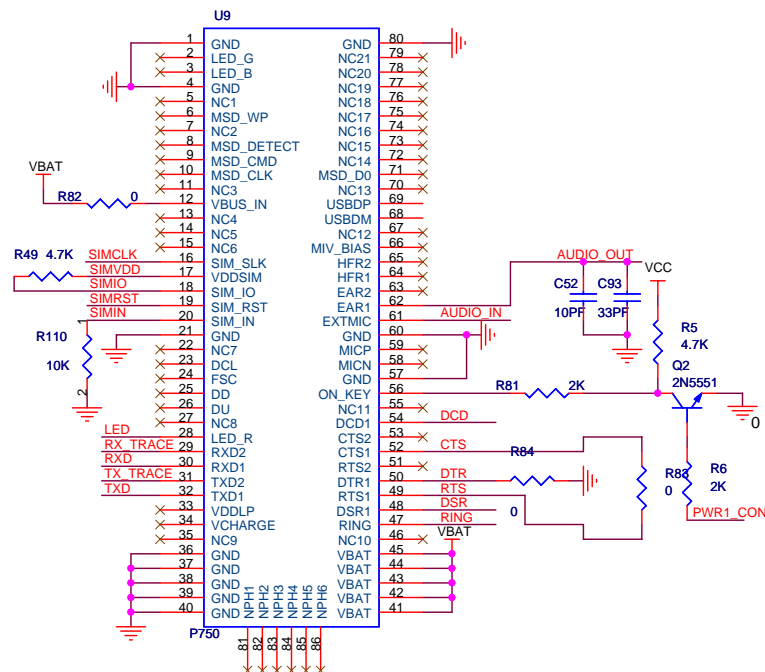 U9
1 GND GND 80
2 LED_G NC21 79
3 LED_B NC20 78
4 GND NC19 77
5 NC1 NC18 76
6 MSD_WP NC17 75
7 NC2 NC16 74
8 MSD_DETECT NC15 73
9 MSD_CMD NC14 72
10 MSD_CLK MSD_D0 71
11 NC3 NC13 70
VBAT
R82 0
12 VBUS_IN USBDP 69
13 NC4 USBDM 68
14 NC5 NC12 67
15 NC6 MIV_BIAS 66
AUDIO_OUT
R49 4.7K
SIMCLK 16 SIM_SLK HFR2 65
SIMVDD 17 VDDSIM HFR1 64
SIMIO 18 SIM_IO EAR2 63
SIMRST 19 SIM_RST EAR1 62
SIMIN 20 SIM_IN EXTMIC 61 AUDIO_IN
C52
10PF
C93
33PF
VCC
R5
4.7K
1
R110
10K
2
21 GND GND 60
22 NC7 MICP 59
23 DCL MICN 58
24 FSC GND 57
25 DD ON_KEY 56 R81 2K
Q2
2N5551
0
26 DU NC11 55
27 NC8 DCD1 54 DCD
LED 28 LED_R CTS2 53
RX_TRACE 29 RXD2 CTS1 52 CTS
RXD 30 RXD1 RTS2 51
TX_TRACE 31 TXD2 DTR1 50 DTR
TXD 32 TXD1 RTS1 49 RTS
R84
0
R83
0
R6
2K
PWR1_CON
33 VDDLP DSR1 48 DSR
34 VCHARGE RING 47 RING
35 NC9 NC10 46
VBAT
36 GND VBAT 45
37 GND VBAT 44
38 GND VBAT 43
39 GND VBAT 42
40 GND VBAT 41
NPH1 NPH2 NPH3 NPH4 NPH5 NPH6
P750
81 82 83 84 85 86